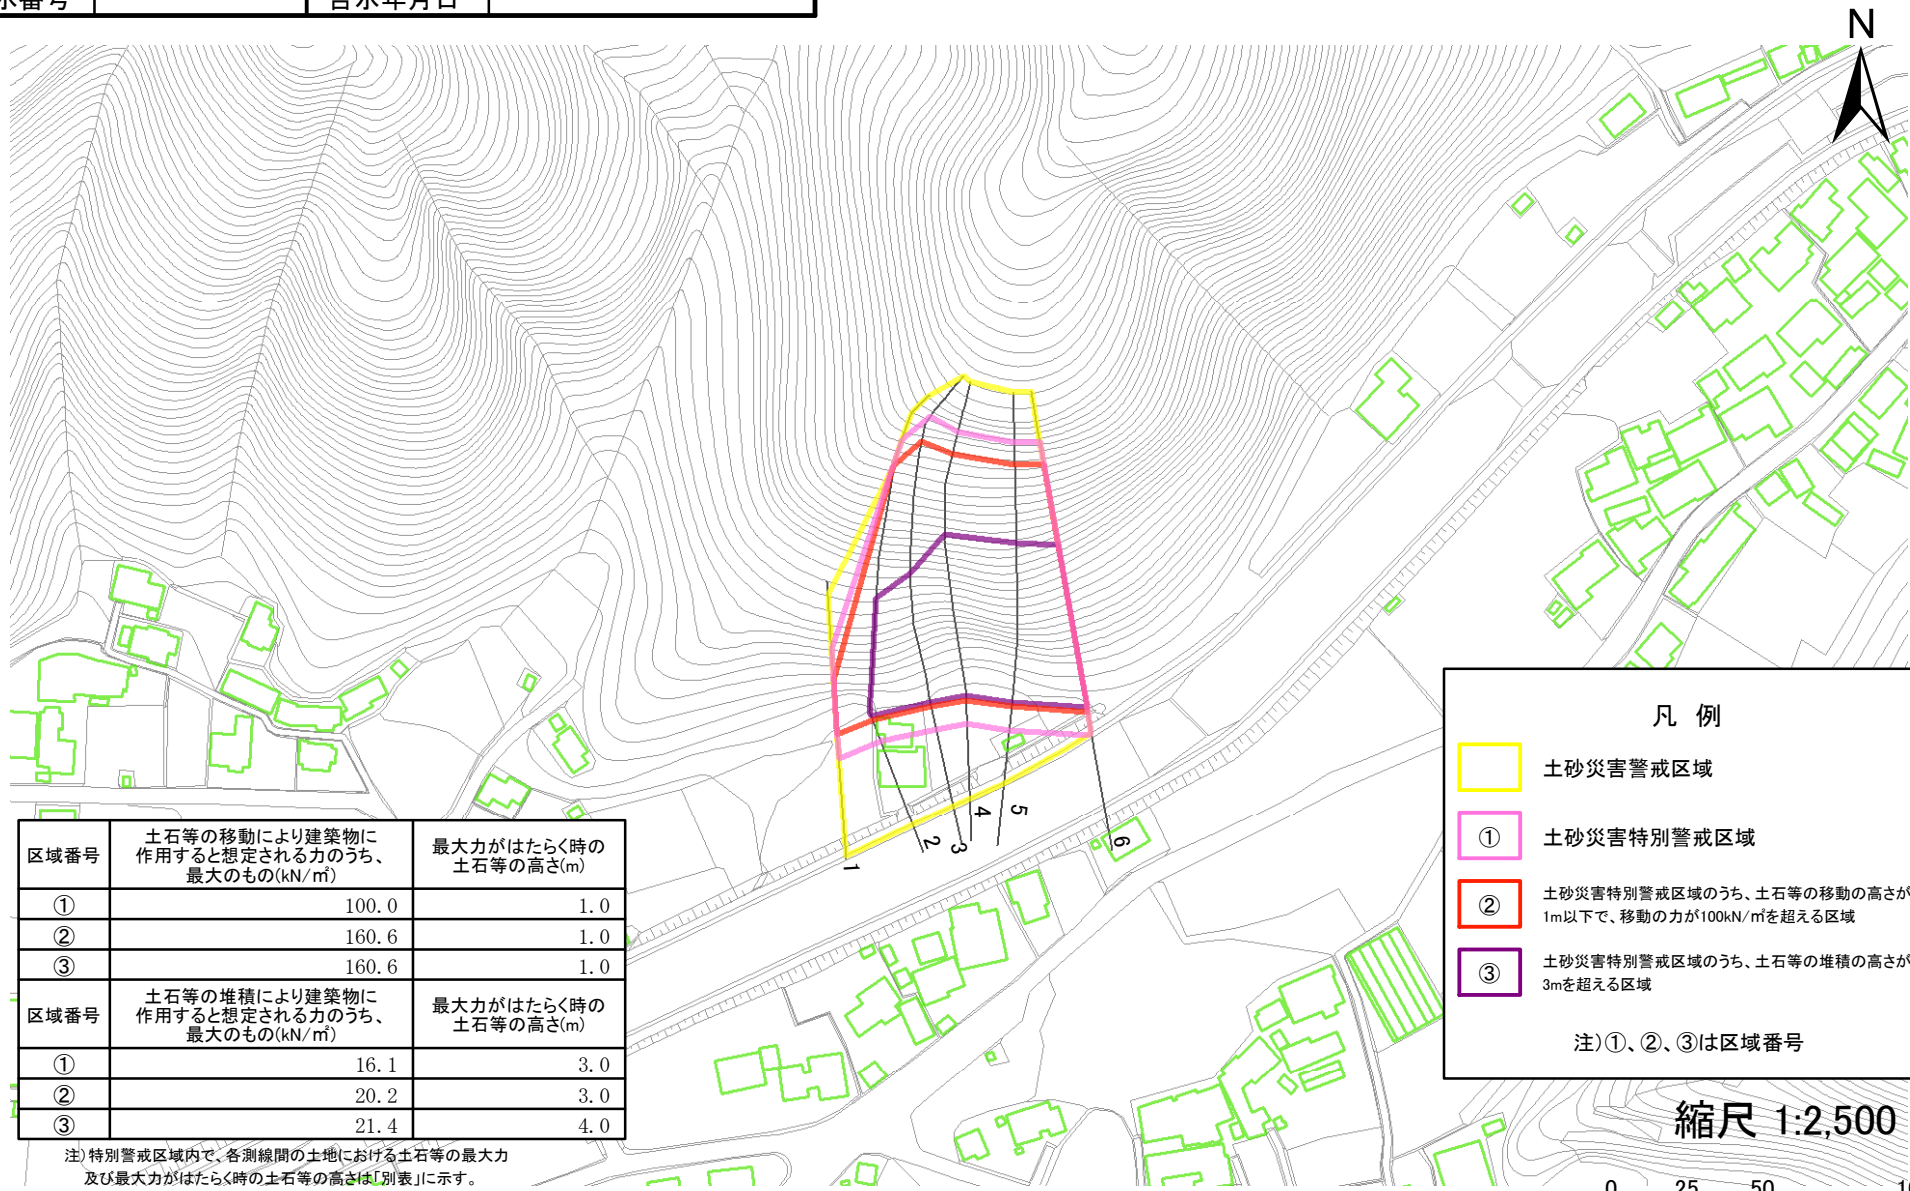 示番号
告示年月日
N
1
2
3
4
5
6
凡 例
土砂災害警戒区域
① 土砂災害特別警戒区域
② 土砂災害特別警戒区域のうち、土石等の移動の高さが
1m以下で、移動の力が100kN/㎡を超える区域
③ 土砂災害特別警戒区域のうち、土石等の堆積の高さが
3mを超える区域
注)①、②、③は区域番号
区域番号 土石等の移動により建築物に
作用すると想定される力のうち、
最大のもの(kN/㎡) 最大力がはたらく時の
土石等の高さ(m)
① 100.0 1.0
② 160.6 1.0
③ 160.6 1.0
区域番号 土石等の堆積により建築物に
作用すると想定される力のうち、
最大のもの(kN/㎡) 最大力がはたらく時の
土石等の高さ(m)
① 16.1 3.0
② 20.2 3.0
③ 21.4 4.0
注)特別警戒区域内で、各測線間の土地における土石等の最大力
及び最大力がはたらく時の土石等の高さは「別表」に示す。
縮尺 1:2,500
0 25 50